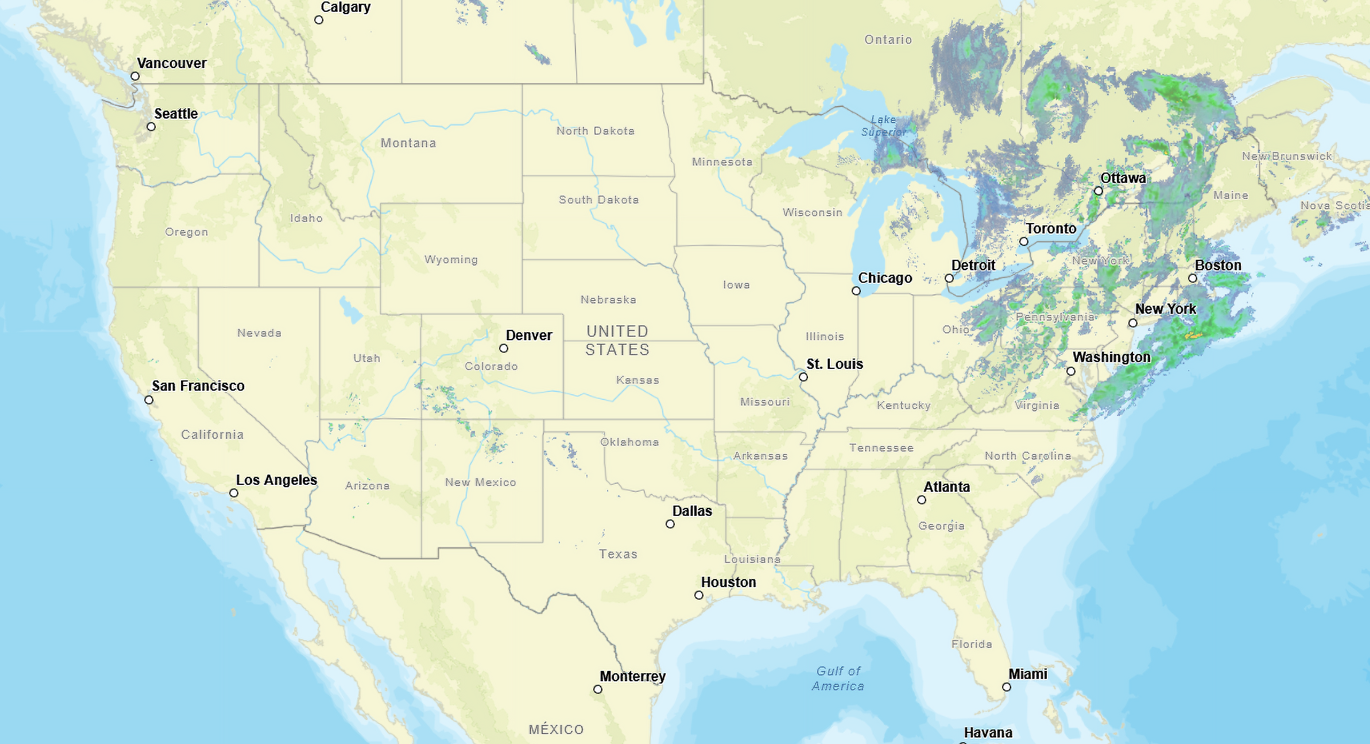 Calgary
Ontario
Vancouver
Seattle
Lake
Superior
North Dakota
Montana
Minnesota
New Brunswick
Ottawa
Maine
South Dakota
Nova Scotia
Wisconsin
Idaho
Oregon
Toronto
Wyoming
New York
Detroit
Boston
Chicago
Iowa
Nebraska
New York
Pennsylvania
UNITED
STATES
Nevada
Denver
Ohio
Illinois
Utah
Colorado
St. Louis
Washington
Kansas
San Francisco
Missouri
Kentucky
Virginia
California
Oklahoma
Tennessee
Arkansas
North Carolina
Los Angeles
Arizona
New Mexico
Atlanta
Dallas
Georgia
Texas
Louisiana
Houston
Florida
Gulf of
America
Miami
Monterrey
MÉXICO
Havana